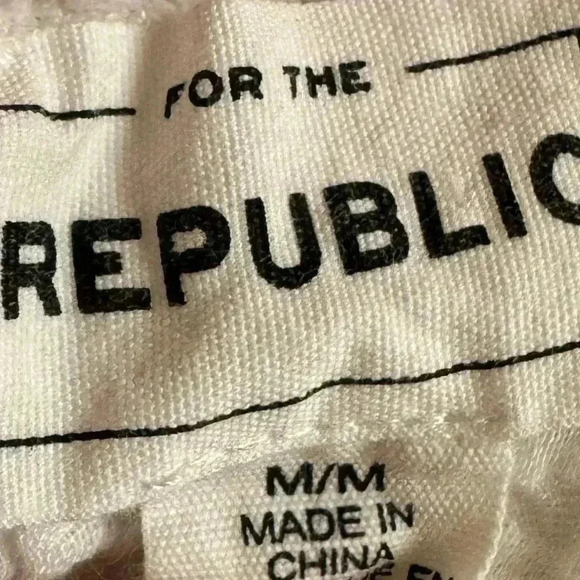 FOR THE
REPUBLIC
M/M
MADE IN
CHINA